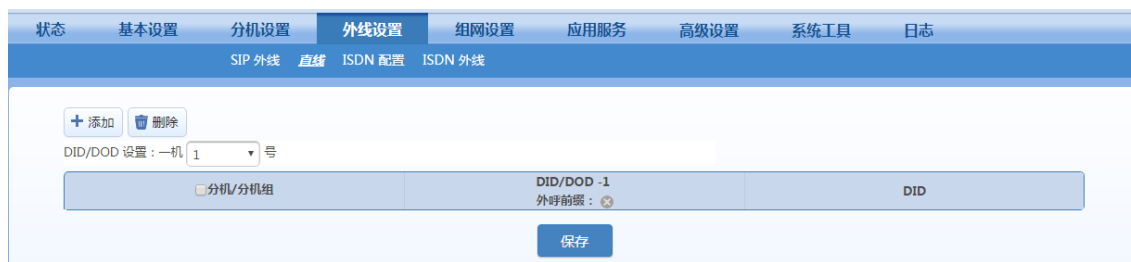 状态 基本设置 分机设置 外线设置 组网设置 应用服务 高级设置 系统工具 日志
SIP 外线 直线 ISDN 配置 ISDN 外线
添加 删除
DID/DOD 设置：一机 1 号
分机/分机组 DID/DOD -1 DID
外呼前缀：
保存